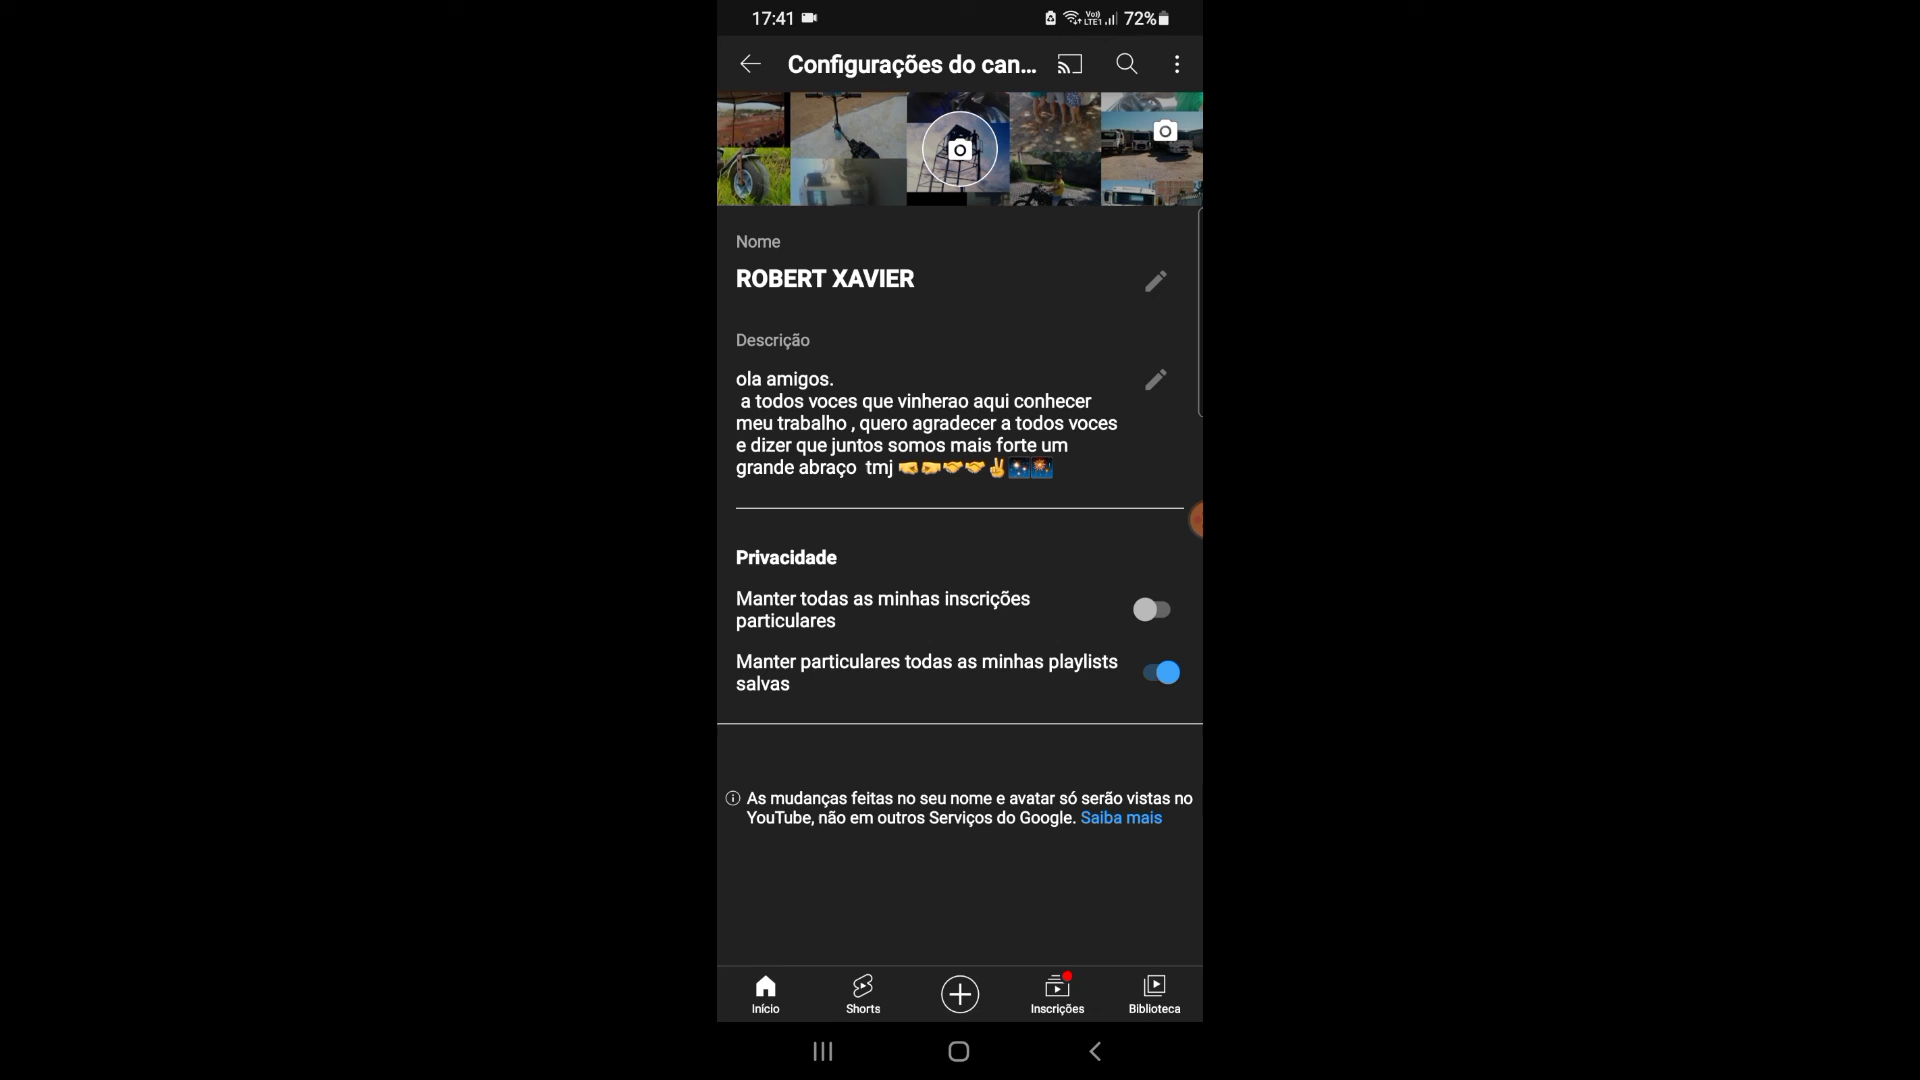 17:41
Vo))
LTE1
72%
Configurações do can...
Nome
ROBERT XAVIER
Descrição
ola amigos.
a todos voces que vinherao aqui conhecer
meu trabalho , quero agradecer a todos voces
e dizer que juntos somos mais forte um
grande abraço  tmj 🤜🤛🤝🤝✌🎇🎆
Privacidade
Manter todas as minhas inscrições
particulares
Manter particulares todas as minhas playlists
salvas
As mudanças feitas no seu nome e avatar só serão vistas no
YouTube, não em outros Serviços do Google. Saiba mais
Início
Shorts
Inscrições
Biblioteca